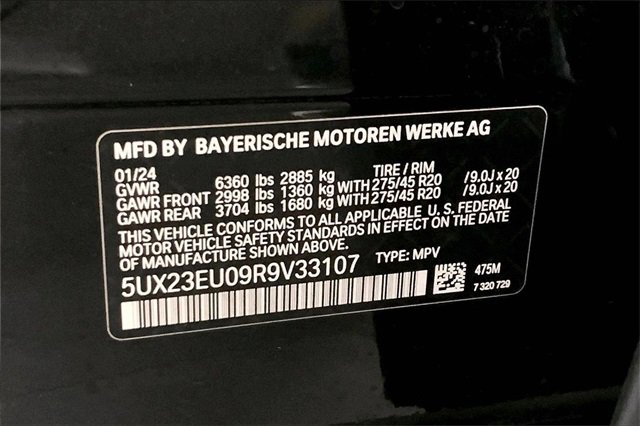 MFD BY BAYERISCHE MOTOREN WERKE AG
01/24 TIRE / RIM
GVWR 6360 lbs 2885 kg
GAWR FRONT 2998 lbs 1360 kg WITH 275/45 R20 /9.0J x 20
GAWR REAR 3704 lbs 1680 kg WITH 275/45 R20 /9.0J x 20
THIS VEHICLE CONFORMS TO ALL APPLICABLE U. S. FEDERAL
MOTOR VEHICLE SAFETY STANDARDS IN EFFECT ON THE DATE
OF MANUFACTURE SHOWN ABOVE.
5UX23EU09R9V33107 TYPE: MPV
475M
7 320 729